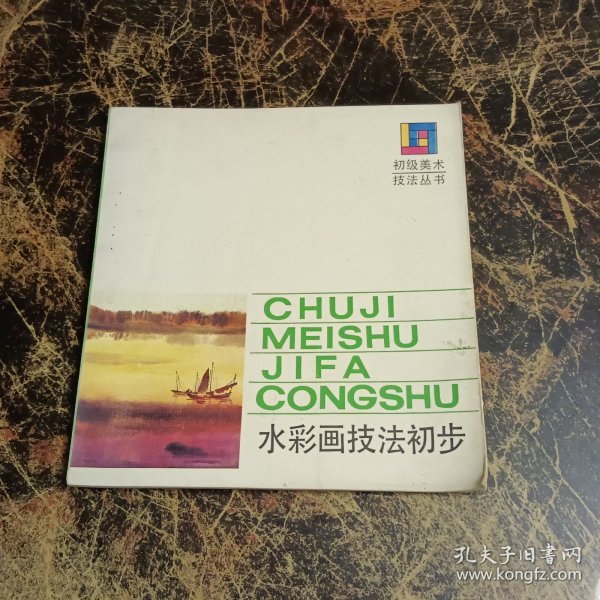 初级美术
技法丛书
CHUJI
MEISHU
JIFA
CONGSHU
水彩画技法初步
孔夫子旧书网
www.kongfz.com